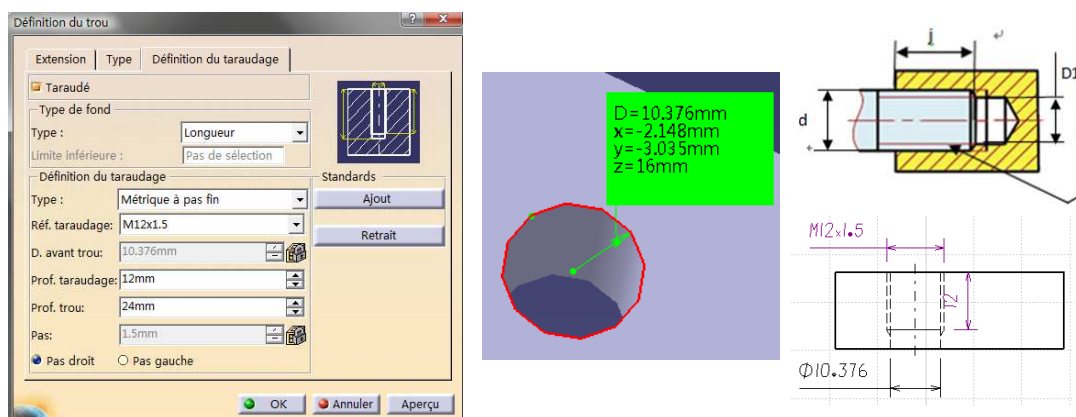 Définition du trou
? X
Extension
Type
Définition du taraudage
Taraudé
Type de fond
Type :
Longueur
Limite inférieure :
Pas de sélection
Définition du taraudage
Standards
Type :
Métrique à pas fin
Ajout
Réf. taraudage:
M12x1.5
Retrait
D. avant trou:
10.376mm
Prof. taraudage:
12mm
Prof. trou:
24mm
Pas:
1.5mm
Pas droit
Pas gauche
OK
Annuler
Aperçu
D=10.376mm
x=-2.148mm
y=-3.035mm
z=16mm
j
D1
d
M12x1.5
12
Φ10.376